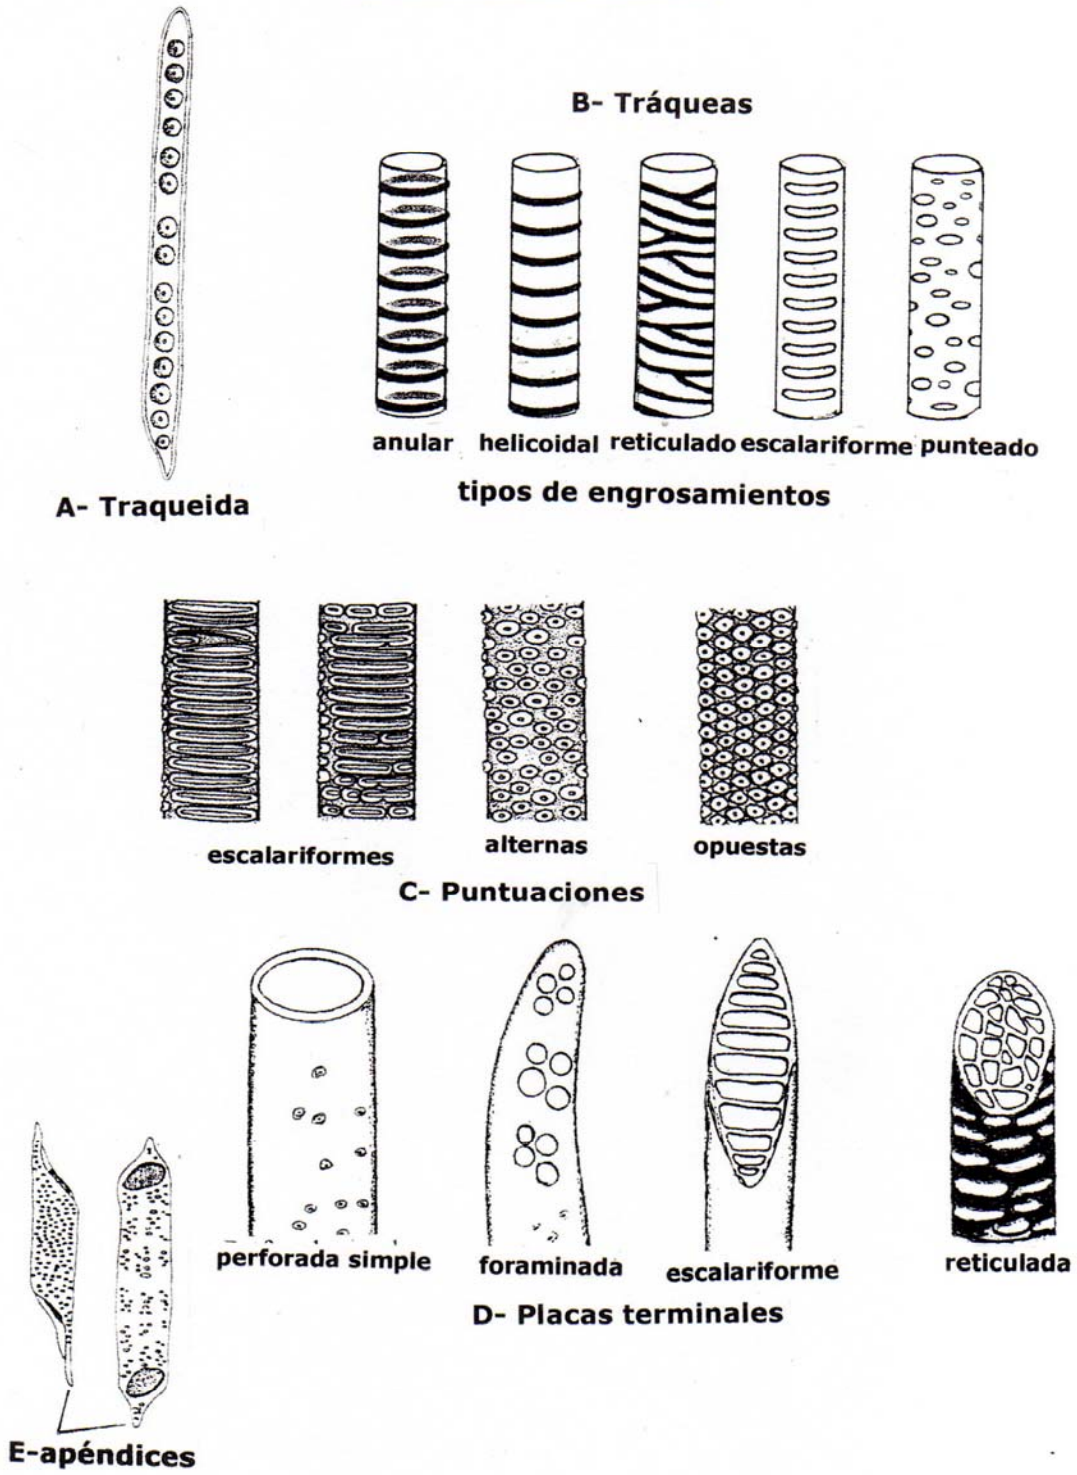 B- Tráqueas
anular helicoidal reticulado escalariforme punteado
tipos de engrosamientos
A- Traqueida
escalariformes alternas opuestas
C- Puntuaciones
perforada simple foraminada escalariforme reticulada
D- Placas terminales
E-apéndices